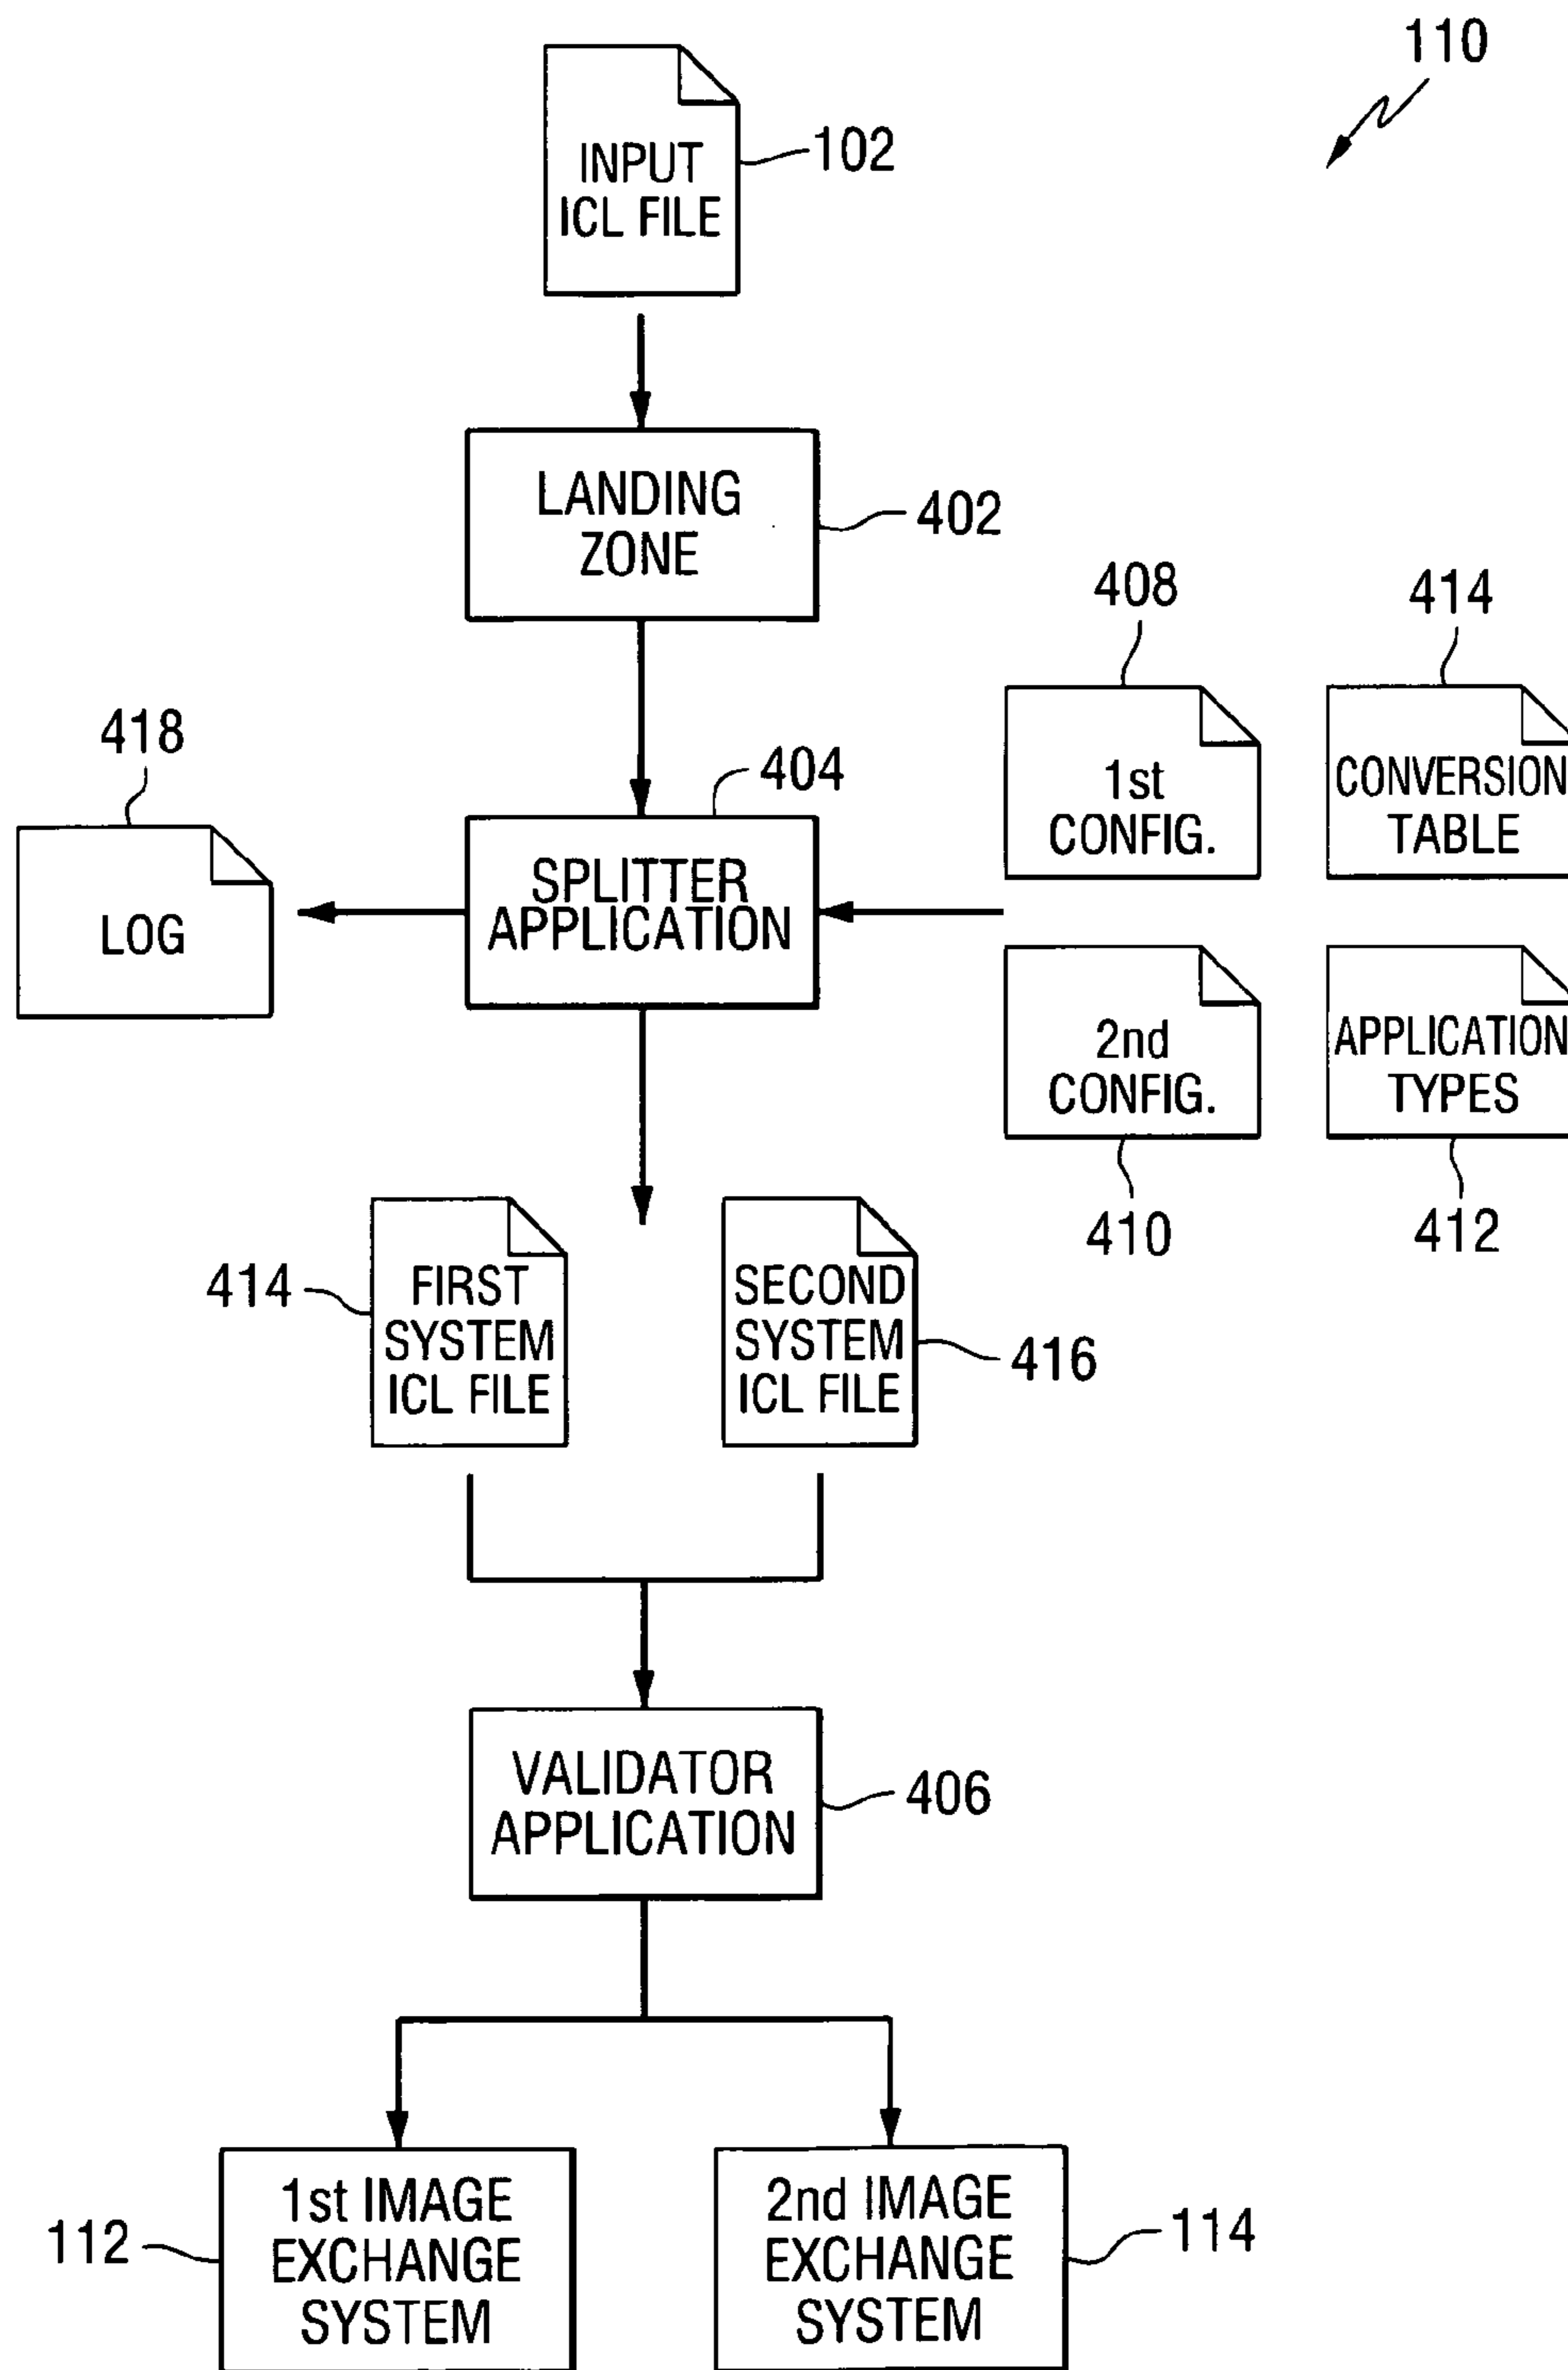 110
INPUT
ICL FILE
102
LANDING
ZONE
402
408
414
1st
CONFIG.
CONVERSION
TABLE
418
LOG
404
SPLITTER
APPLICATION
2nd
CONFIG.
APPLICATION
TYPES
410
412
414
FIRST
SYSTEM
ICL FILE
SECOND
SYSTEM
ICL FILE
416
VALIDATOR
APPLICATION
406
112
1st IMAGE
EXCHANGE
SYSTEM
2nd IMAGE
EXCHANGE
SYSTEM
114